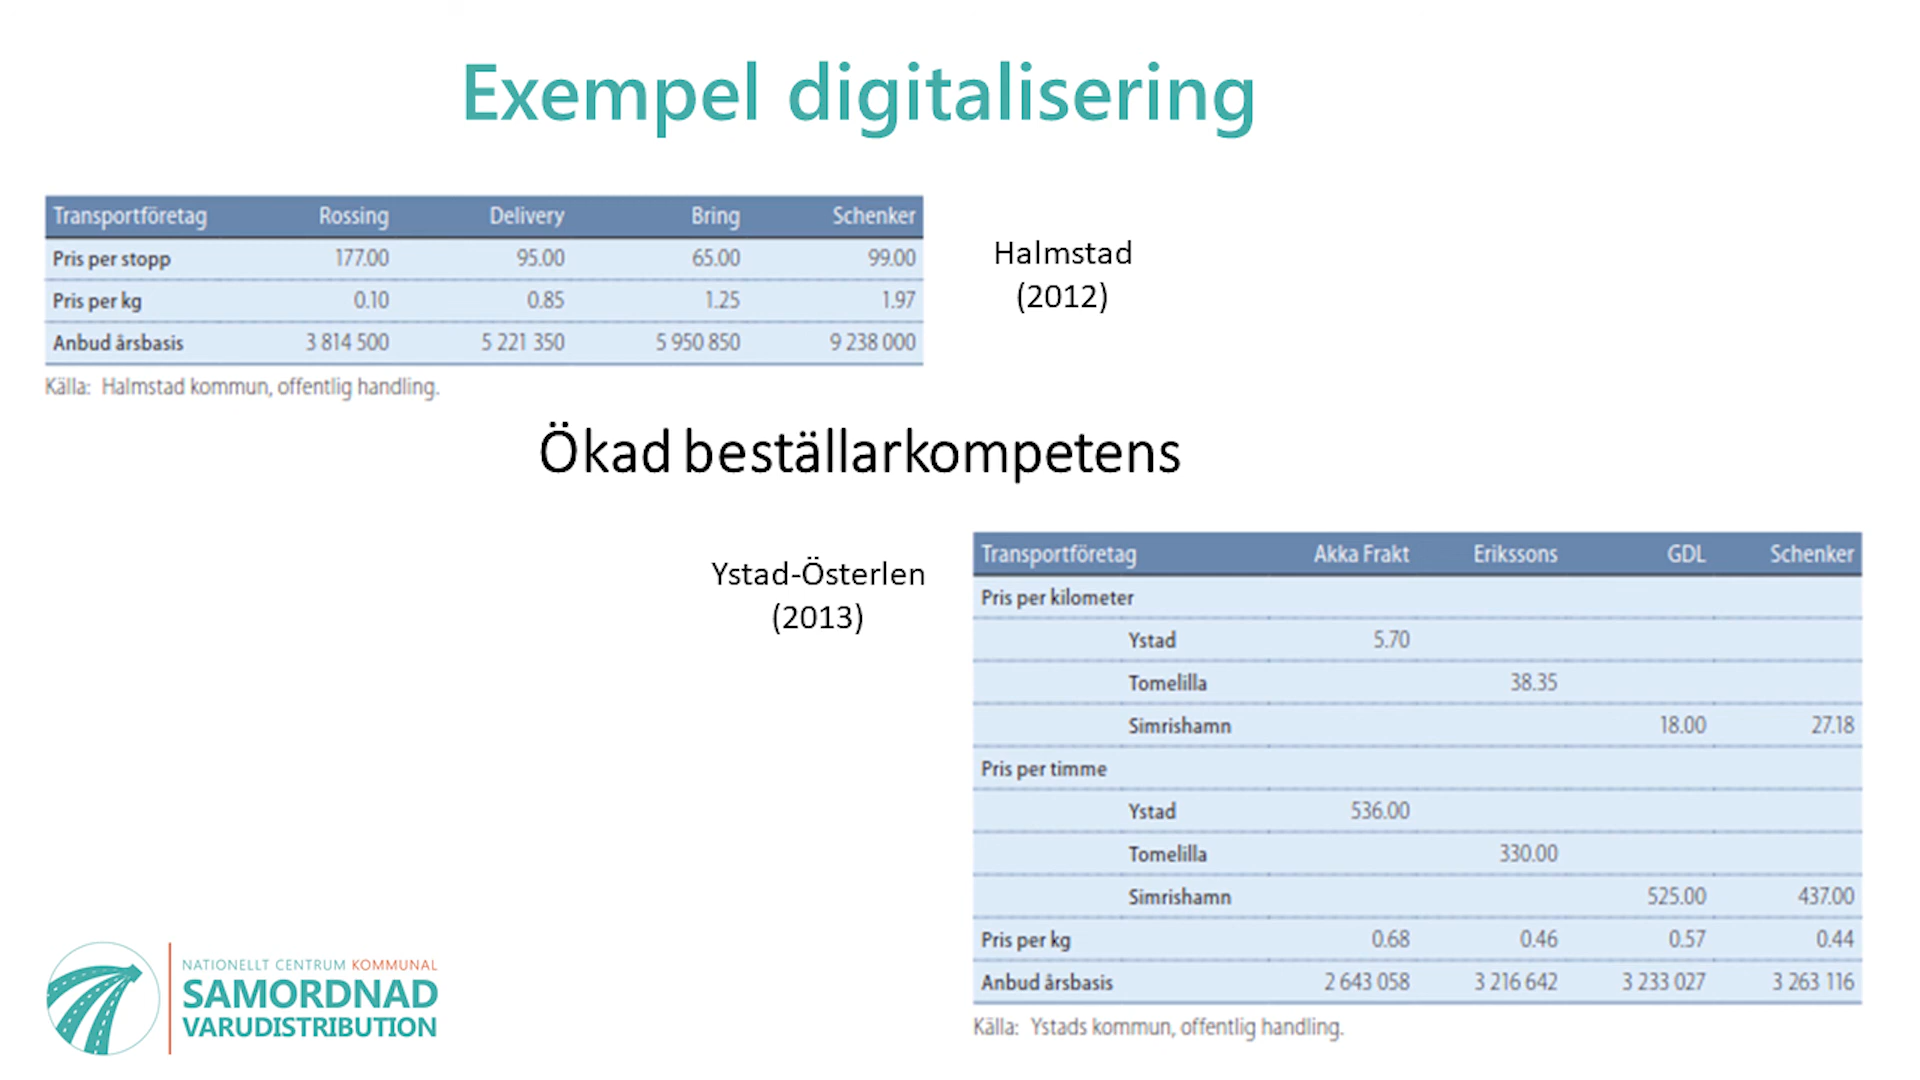 Exempel digitalisering
Transportföretag Rossing Delivery Bring Schenker
Pris per stopp 177.00 95.00 65.00 99.00
Pris per kg 0.10 0.85 1.25 1.97
Anbud årsbasis 3 814 500 5 221 350 5 950 850 9 238 000
Källa: Halmstad kommun, offentlig handling.
Halmstad
(2012)
Ökad beställarkompetens
Ystad-Österlen
(2013)
Transportföretag Akka Frakt Erikssons GDL Schenker
Pris per kilometer
Ystad 5.70
Tomelilla 38.35
Simrishamn 18.00 27.18
Pris per timme
Ystad 536.00
Tomelilla 330.00
Simrishamn 525.00 437.00
Pris per kg 0.68 0.46 0.57 0.44
Anbud årsbasis 2 643 058 3 216 642 3 233 027 3 263 116
Källa: Ystads kommun, offentlig handling.
NATIONELLT CENTRUM KOMMUNAL
SAMORDNAD
VARUDISTRIBUTION